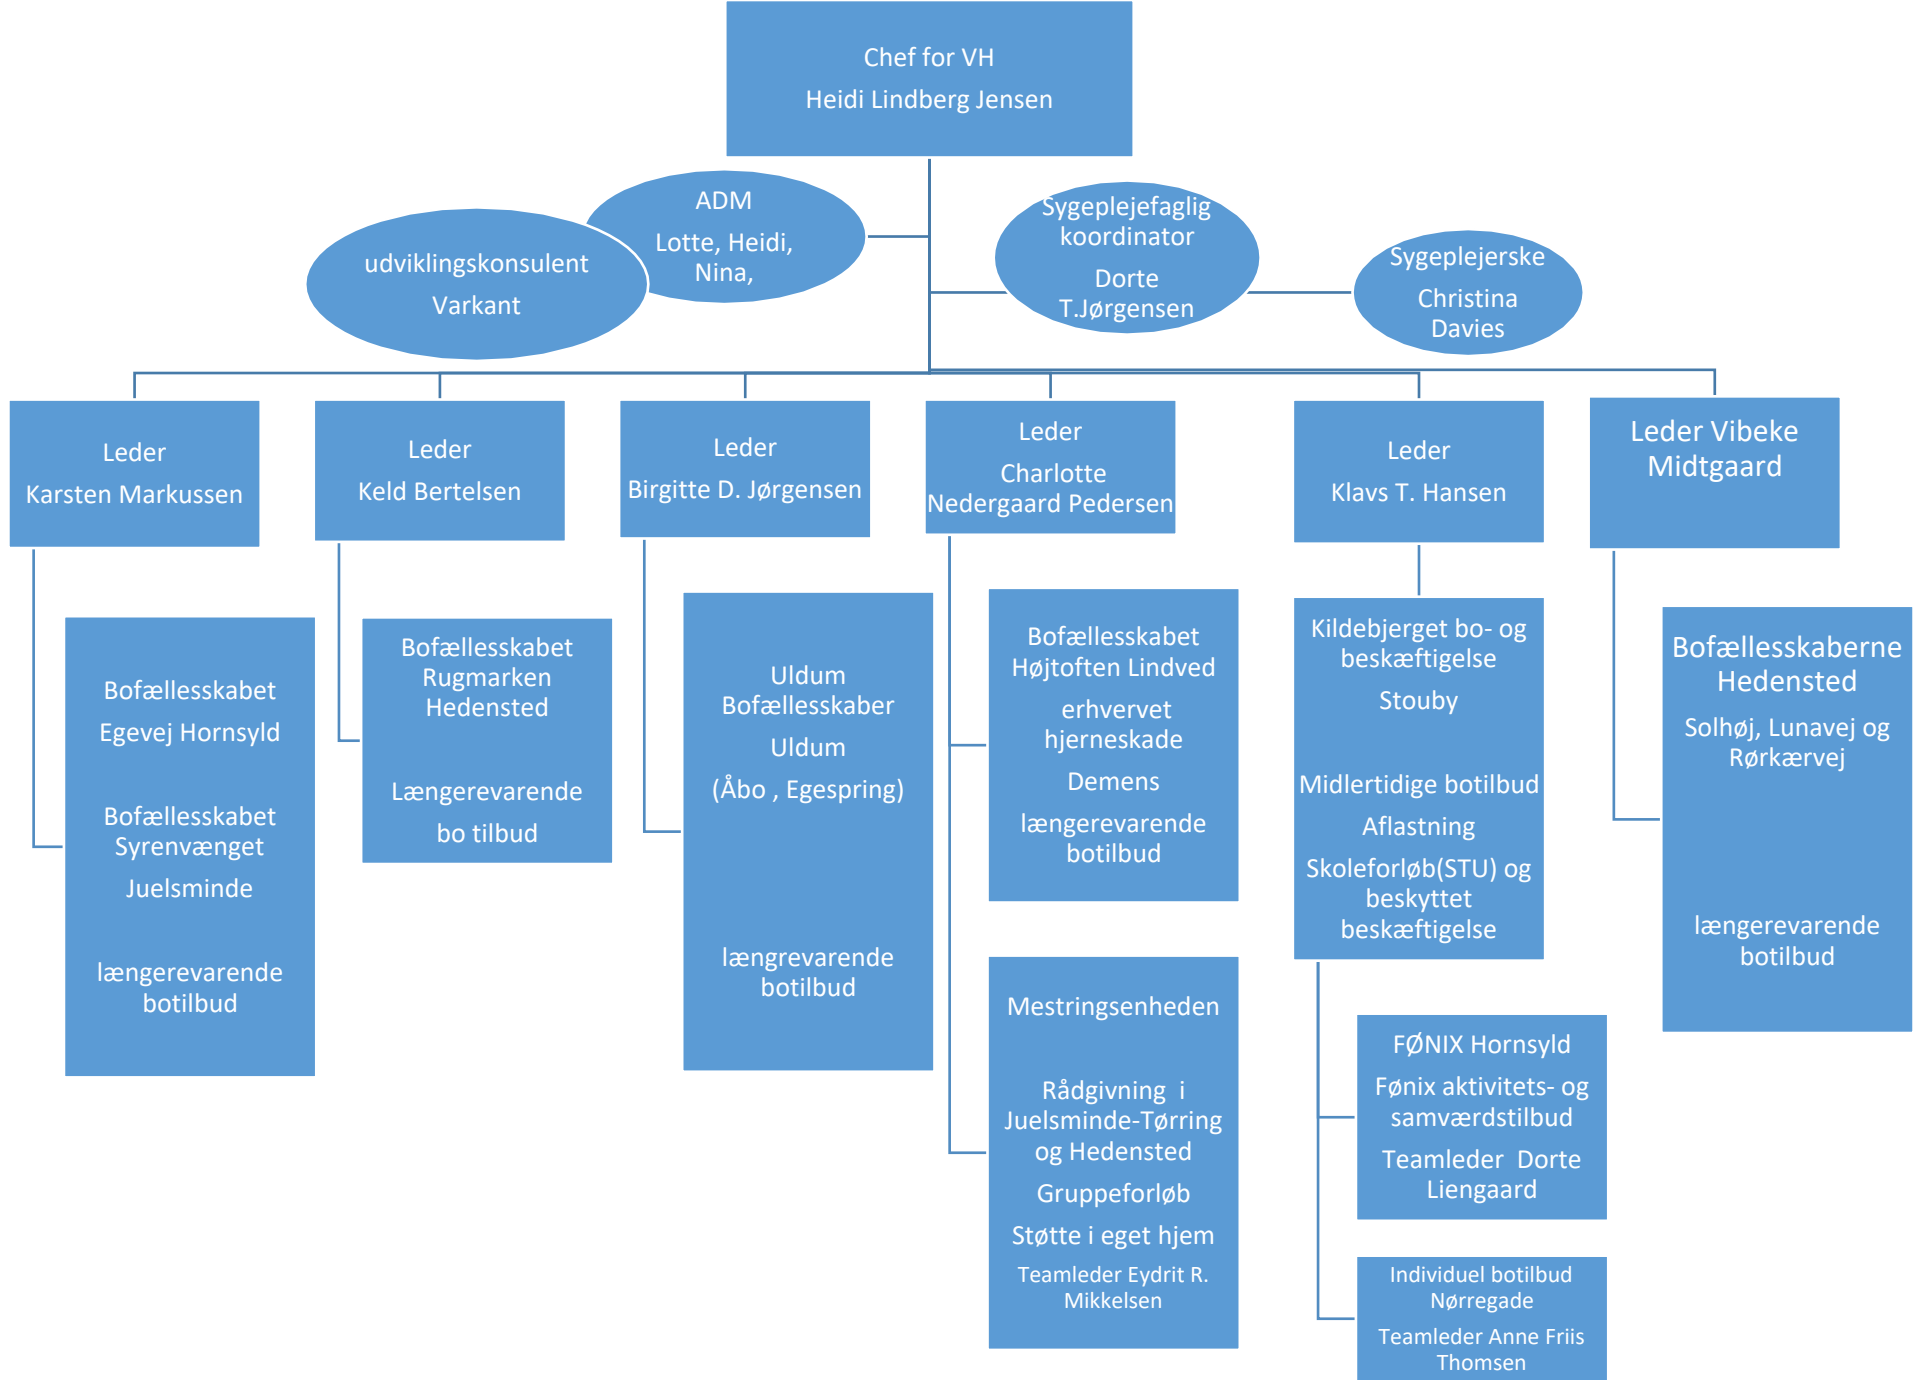 Chef for VH
Heidi Lindberg Jensen
ADM
Lotte, Heidi,
Nina,
udviklingskonsulent
Varkant
Sygeplejefaglig
koordinator
Dorte
T.Jørgensen
Sygeplejerske
Christina
Davies
Leder
Karsten Markussen
Leder
Keld Bertelsen
Leder
Birgitte D. Jørgensen
Leder
Charlotte
Nedergaard Pedersen
Leder
Klavs T. Hansen
Leder Vibeke
Midtgaard
Bofællesskabet
Egevej Hornsyld
Bofællesskabet
Syrenvænget
Juelsminde
længerevarende
botilbud
Bofællesskabet
Rugmarken
Hedensted
Længerevarende
bo tilbud
Uldum
Bofællesskaber
Uldum
(Åbo , Egespring)
længrevarende
botilbud
Bofællesskabet
Højtoften Lindved
erhvervet
hjerneskade
Demens
længerevarende
botilbud
Mestringsenheden
Rådgivning  i
Juelsminde-Tørring
og Hedensted
Gruppeforløb
Støtte i eget hjem
Teamleder Eydrit R.
Mikkelsen
Kildebjerget bo- og
beskæftigelse
Stouby
Midlertidige botilbud
Aflastning
Skoleforløb(STU) og
beskyttet
beskæftigelse
FØNIX Hornsyld
Fønix aktivitets- og
samværdstilbud
Teamleder  Dorte
Liengaard
Individuel botilbud
Nørregade
Teamleder Anne Friis
Thomsen
Bofællesskaberne
Hedensted
Solhøj, Lunavej og
Rørkærvej
længerevarende
botilbud